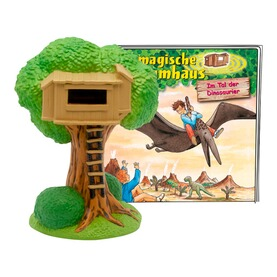 magische
mhaus
Im Tal der
Dinosaurier